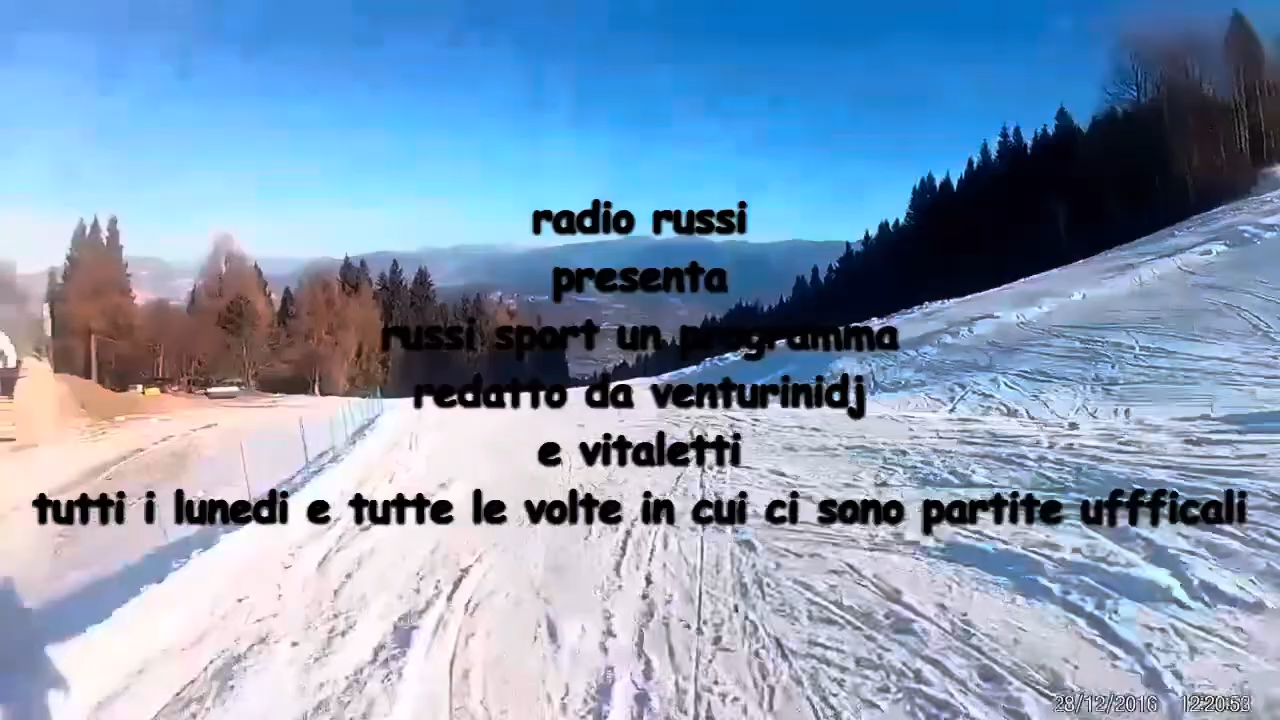 radio russi
presenta
russi sport un programma
redatto da venturinidj
e vitaletti
tutti i lunedi e tutte le volte in cui ci sono partite uffficali
28/12/2016 12:20:53